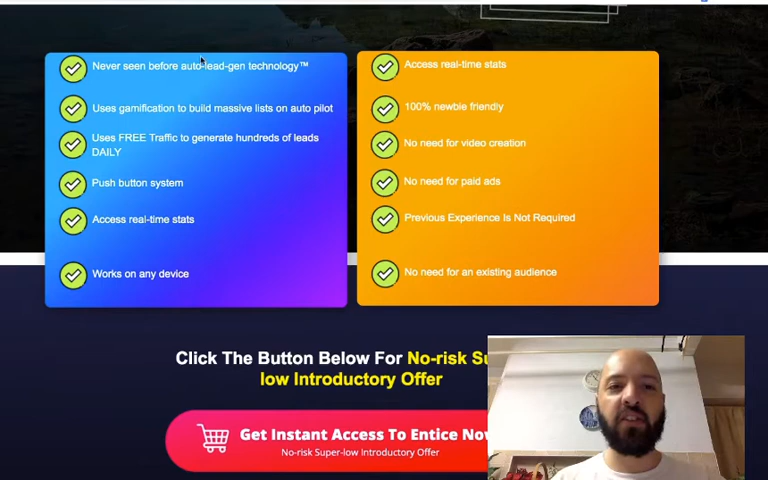 Never seen before auto-lead-gen technology™
Uses gamification to build massive lists on auto pilot
Uses FREE Traffic to generate hundreds of leads
DAILY
Push button system
Access real-time stats
Works on any device
Access real-time stats
100% newbie friendly
No need for video creation
No need for paid ads
Previous Experience Is Not Required
No need for an existing audience
Click The Button Below For No-risk Su
low Introductory Offer
Get Instant Access To Entice Now
No-risk Super-low Introductory Offer